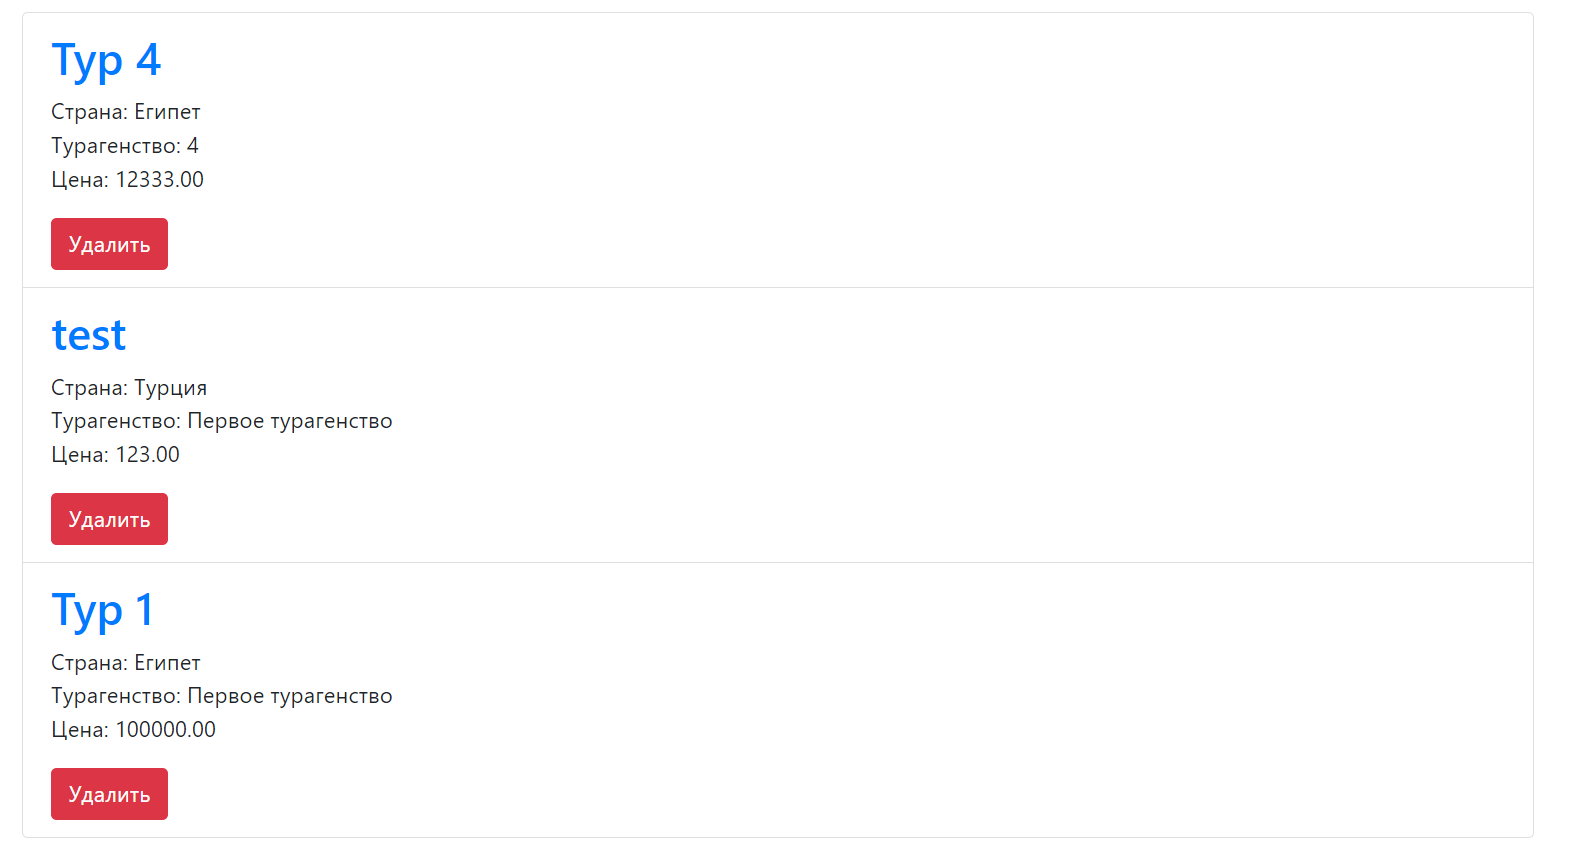 Тур 4
Страна: Египет
Турагенство: 4
Цена: 12333.00
Удалить
test
Страна: Турция
Турагенство: Первое турагенство
Цена: 123.00
Удалить
Тур 1
Страна: Египет
Турагенство: Первое турагенство
Цена: 100000.00
Удалить